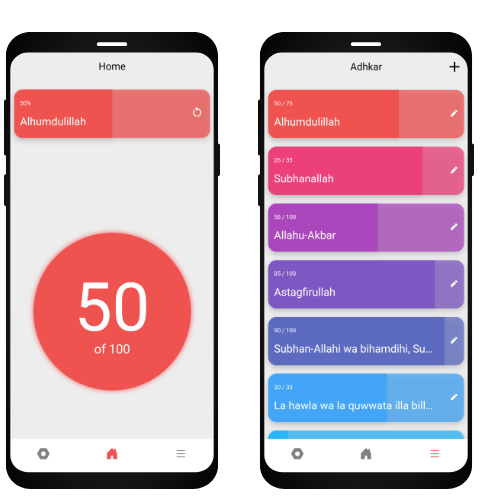 Home
50%
Alhumdulillah
50
of 100
Adhkar
50 / 75
Alhumdulillah
26 / 33
Subhanallah
56 / 100
Allahu-Akbar
85 / 100
Astagfirullah
90 / 100
Subhan-Allahi wa bihamdihi, Su...
20 / 33
La hawla wa la quwwata illa bill...